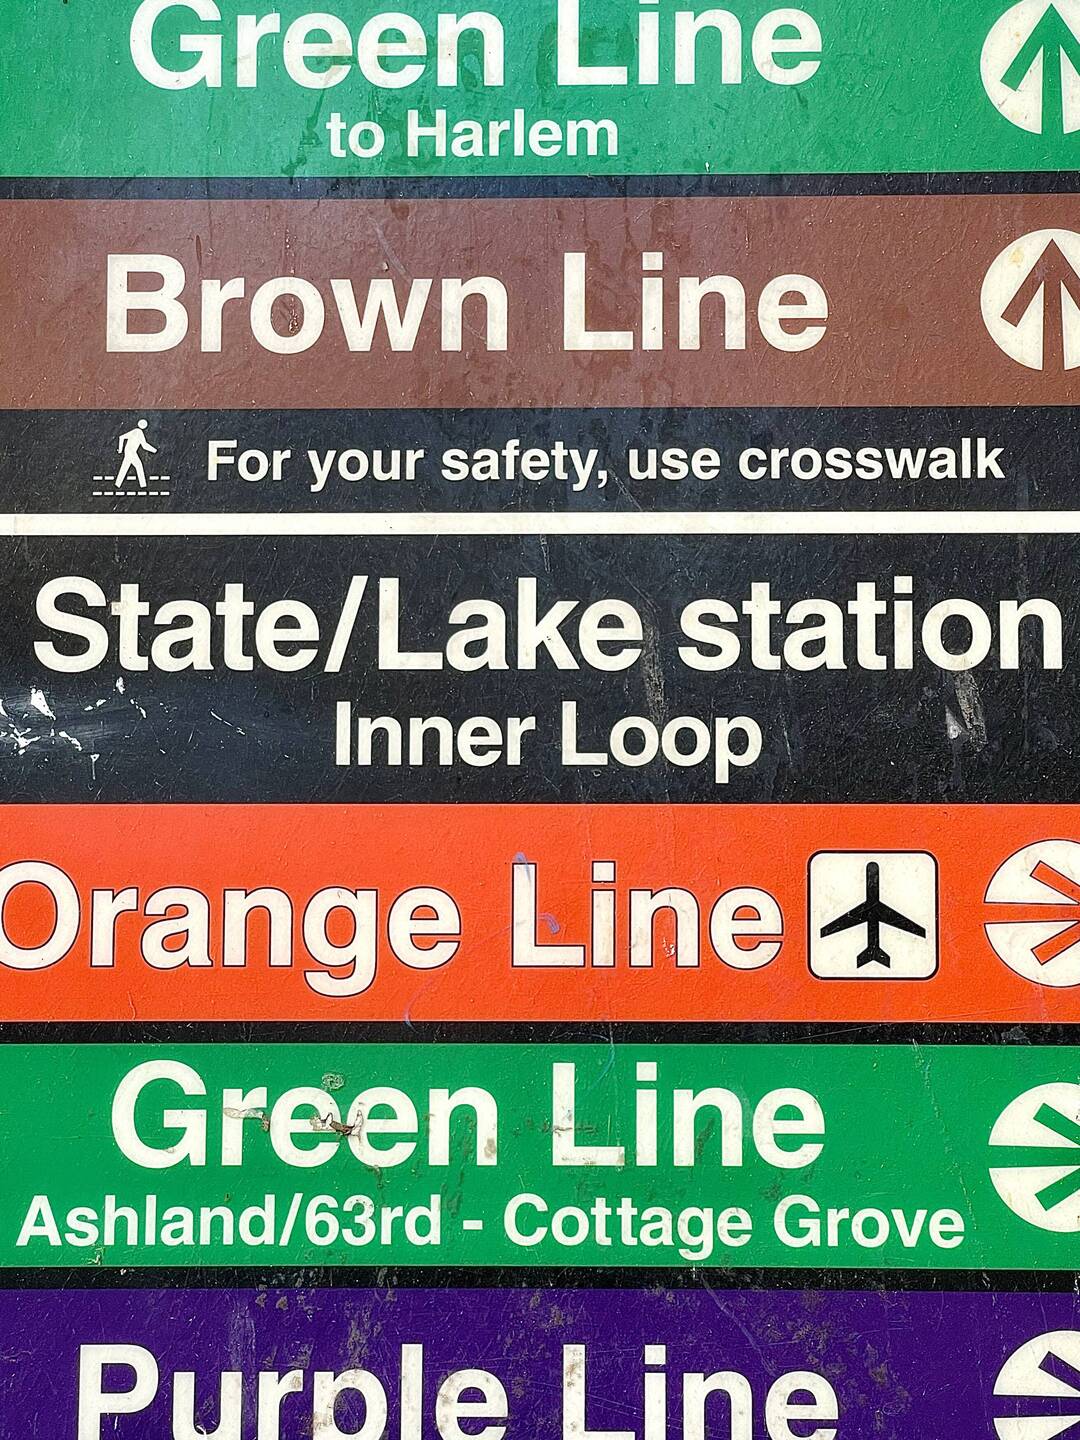 Green Line
to Harlem
Brown Line
For your safety, use crosswalk
State/Lake station
Inner Loop
Orange Line
Green Line
Ashland/63rd - Cottage Grove
Purple Line